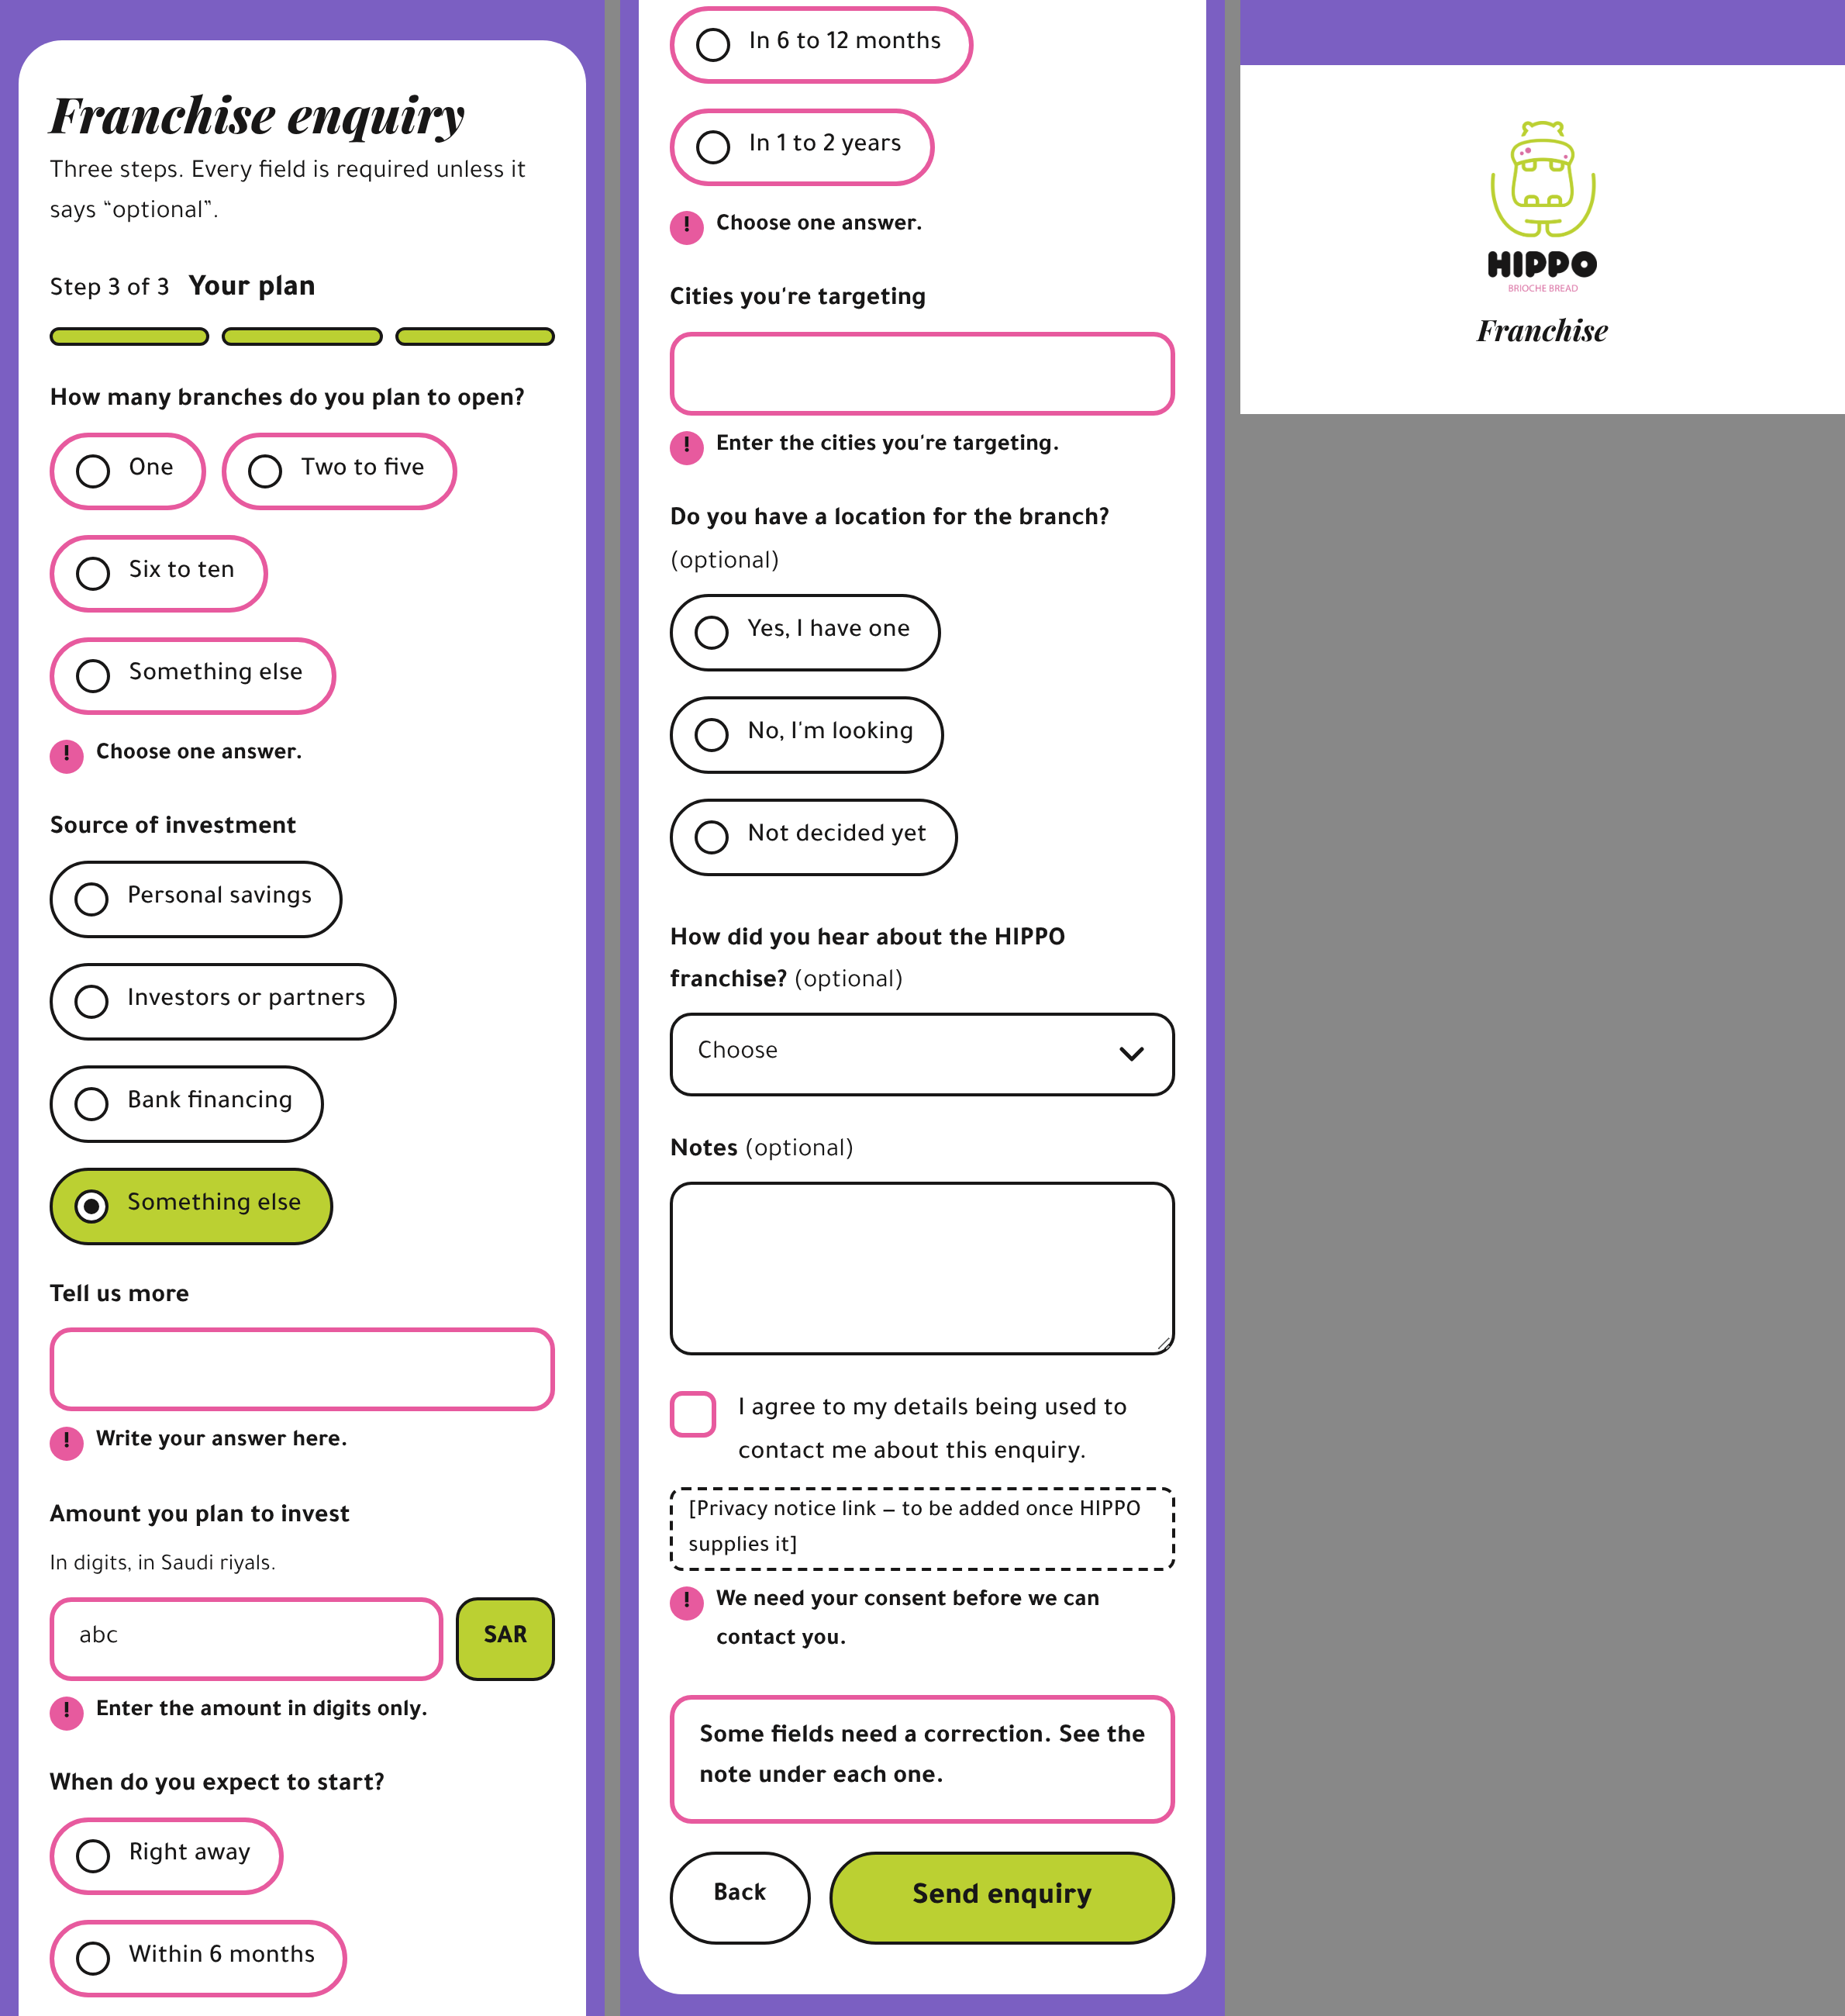 Franchise enquiry
Three steps. Every field is required unless it
says “optional”.
Step 3 of 3 Your plan
How many branches do you plan to open?
One
Two to five
Six to ten
Something else
! Choose one answer.
Source of investment
Personal savings
Investors or partners
Bank financing
Something else
Tell us more
! Write your answer here.
Amount you plan to invest
In digits, in Saudi riyals.
abc
SAR
! Enter the amount in digits only.
When do you expect to start?
Right away
Within 6 months
In 6 to 12 months
In 1 to 2 years
! Choose one answer.
Cities you're targeting
! Enter the cities you're targeting.
Do you have a location for the branch?
(optional)
Yes, I have one
No, I'm looking
Not decided yet
How did you hear about the HIPPO
franchise? (optional)
Choose
Notes (optional)
I agree to my details being used to
contact me about this enquiry.
[Privacy notice link – to be added once HIPPO
supplies it]
! We need your consent before we can
contact you.
Some fields need a correction. See the
note under each one.
Back
Send enquiry
HIPPO
BRIOCHE BREAD
Franchise